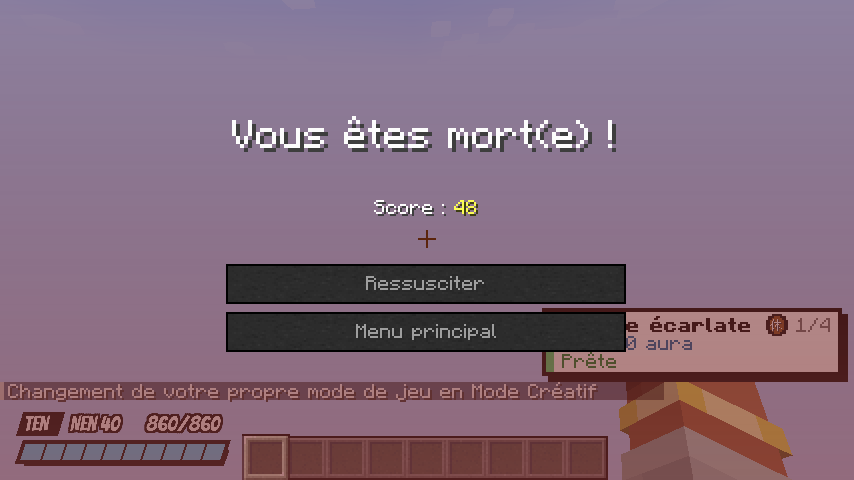 Vous êtes mort(e) !
Score : 48
Ressusciter
Menu principal
écarlate 休 1/4
aura
Prête
Changement de votre propre mode de jeu en Mode Créatif
TEN NEN 40 860/860